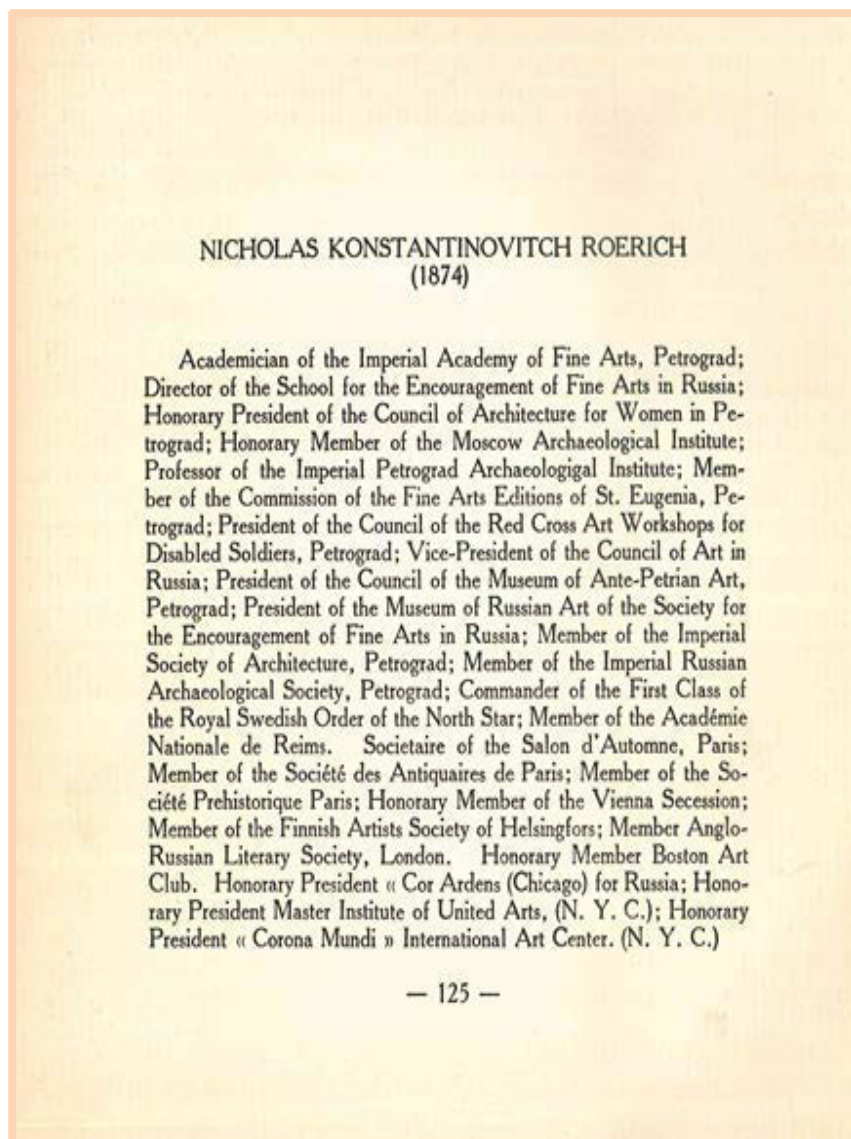 NICHOLAS KONSTANTINOVITCH ROERICH
(1874)
Academician of the Imperial Academy of Fine Arts, Petrograd;
Director of the School for the Encouragement of Fine Arts in Russia;
Honorary President of the Council of Architecture for Women in Pe-
trograd; Honorary Member of the Moscow Archaeological Institute;
Professor of the Imperial Petrograd Archaeologigal Institute; Mem-
ber of the Commission of the Fine Arts Editions of St. Eugenia, Pe-
trograd; President of the Council of the Red Cross Art Workshops for
Disabled Soldiers, Petrograd; Vice-President of the Council of Art in
Russia; President of the Council of the Museum of Ante-Petrian Art,
Petrograd; President of the Museum of Russian Art of the Society for
the Encouragement of Fine Arts in Russia; Member of the Imperial
Society of Architecture, Petrograd; Member of the Imperial Russian
Archaeological Society, Petrograd; Commander of the First Class of
the Royal Swedish Order of the North Star; Member of the Académie
Nationale de Reims. Societaire of the Salon d'Automne, Paris;
Member of the Société des Antiquaires de Paris; Member of the So-
ciété Prehistorique Paris; Honorary Member of the Vienna Secession;
Member of the Finnish Artists Society of Helsingfors; Member Anglo-
Russian Literary Society, London. Honorary Member Boston Art
Club. Honorary President « Cor Ardens (Chicago) for Russia; Hono-
rary President Master Institute of United Arts, (N. Y. C.); Honorary
President « Corona Mundi » International Art Center. (N. Y. C.)
— 125 —